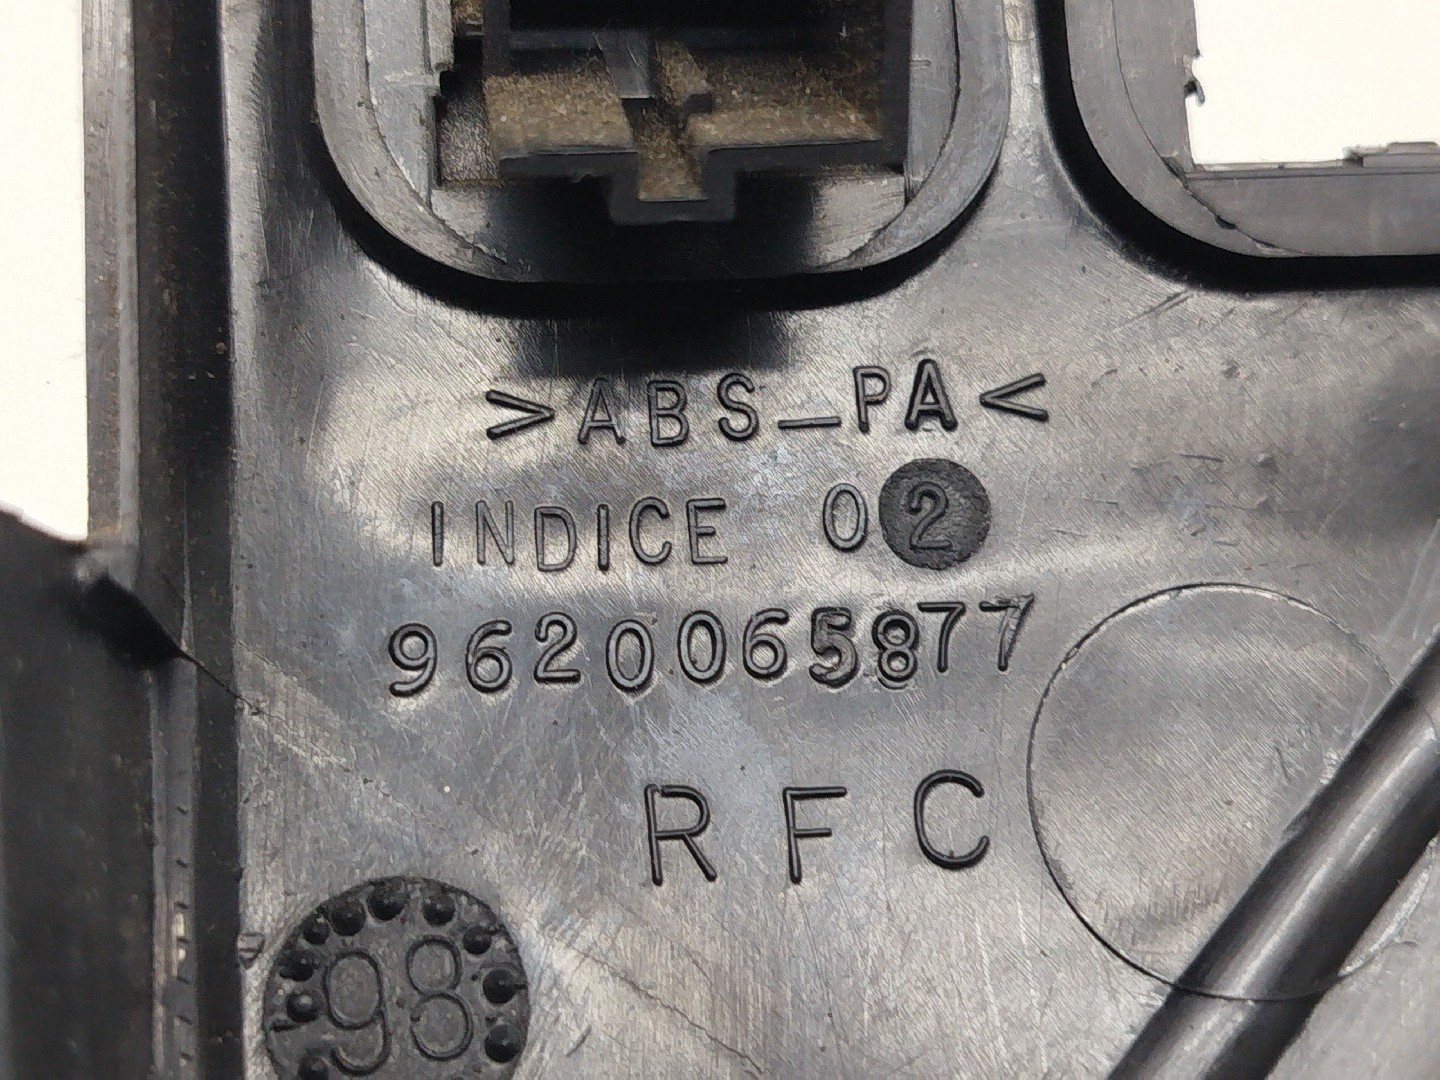 >ABS_PA<
INDICE 02
9620065877
RFC
98